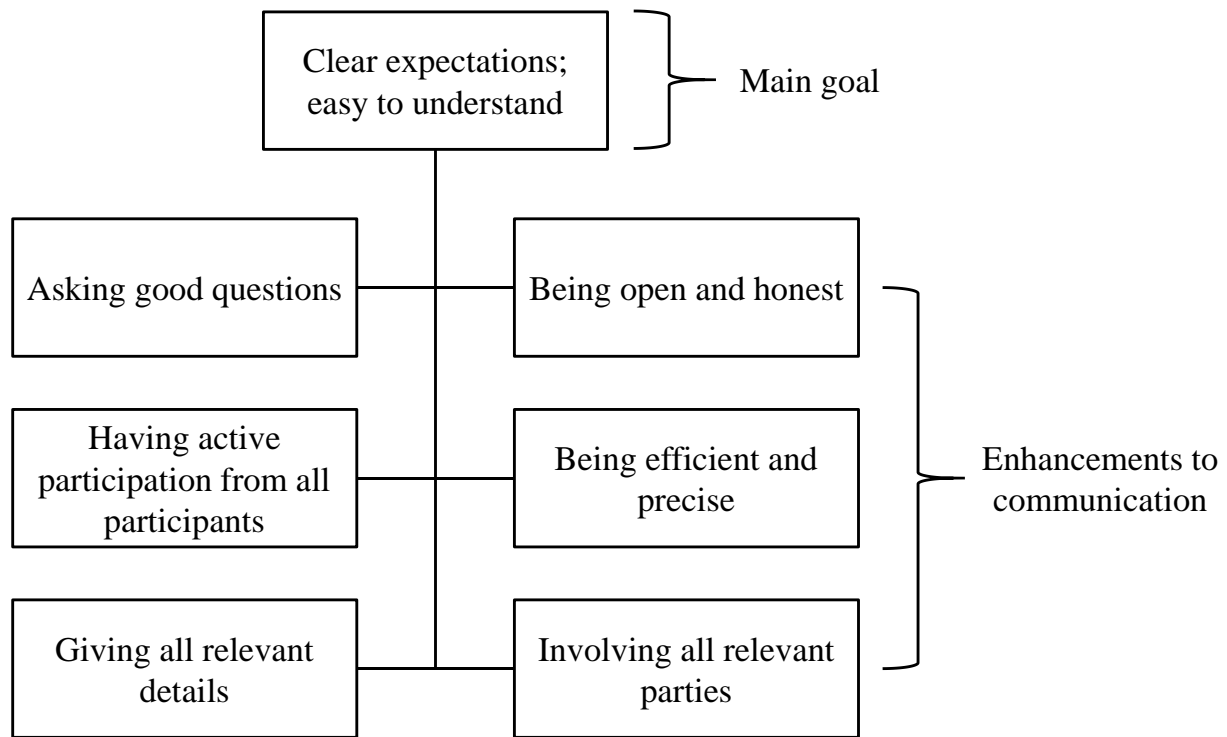 Clear expectations;
easy to understand
Main goal
Asking good questions
Being open and honest
Having active
participation from all
participants
Being efficient and
precise
Enhancements to
communication
Giving all relevant
details
Involving all relevant
parties